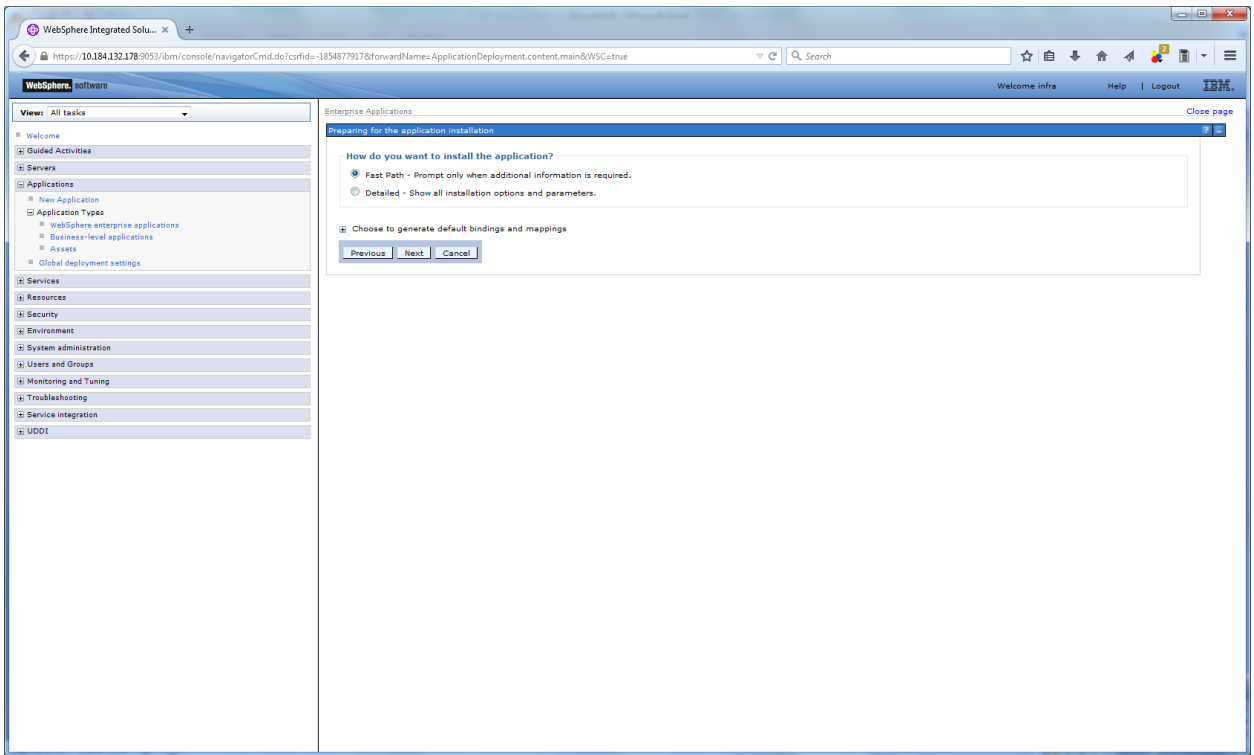 WebSphere Integrated Solu... × +
https://10.184.132.178:9053/ibm/console/navigatorCmd.do?csrfid=-1854877917&forwardName=ApplicationDeployment.content.main&WSC=true
Search
2
WebSphere. software
Welcome infra Help | Logout IBM.
View: All tasks
Welcome
Guided Activities
Servers
Applications
New Application
Application Types
WebSphere enterprise applications
Business-level applications
Assets
Global deployment settings
Services
Resources
Security
Environment
System administration
Users and Groups
Monitoring and Tuning
Troubleshooting
Service integration
UDDI
Enterprise Applications Close page
Preparing for the application installation ? –
How do you want to install the application?
Fast Path - Prompt only when additional information is required.
Detailed - Show all installation options and parameters.
Choose to generate default bindings and mappings
Previous Next Cancel